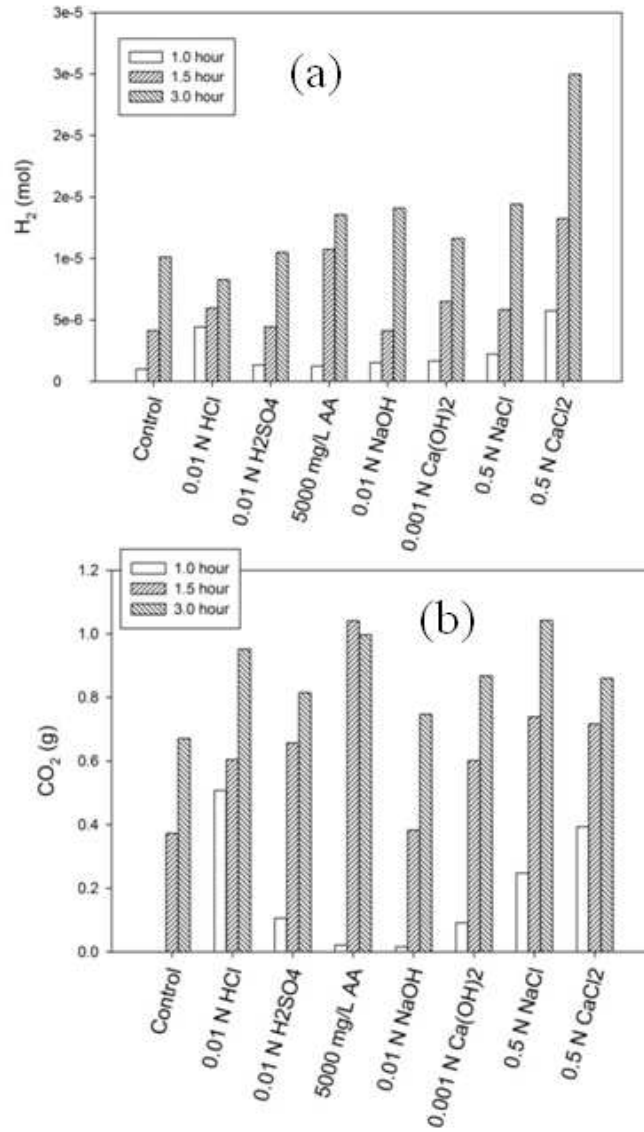 3e-5
1.0 hour
1.5 hour
3.0 hour
(a)
3e-5
2e-5
2e-5
1e-5
5e-6
0
H2 (mol)
Control
0.01 N HCl
0.01 N H2SO4
5000 mg/L AA
0.01 N NaOH
0.001 N Ca(OH)2
0.5 N NaCl
0.5 N CaCl2
1.0 hour
1.5 hour
3.0 hour
(b)
1.2
1.0
0.8
0.6
0.4
0.2
0.0
CO2 (g)
Control
0.01 N HCl
0.01 N H2SO4
5000 mg/L AA
0.01 N NaOH
0.001 N Ca(OH)2
0.5 N NaCl
0.5 N CaCl2